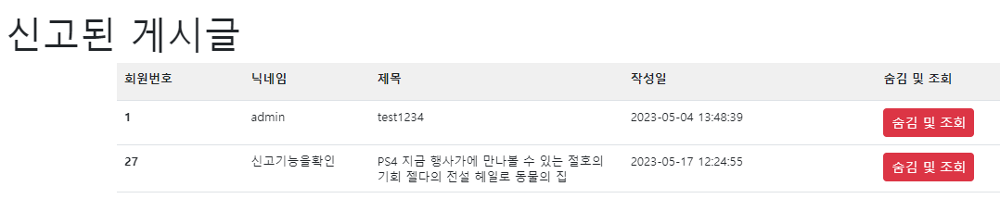 신고된 게시글
회원번호 닉네임 제목 작성일 숨김 및 조회
1 admin test1234 2023-05-04 13:48:39 숨김 및 조회
27 신고기능을확인 PS4 지금 행사가에 만나볼 수 있는 절호의 2023-05-17 12:24:55 숨김 및 조회
기회 젤다의 전설 헤일로 동물의 집